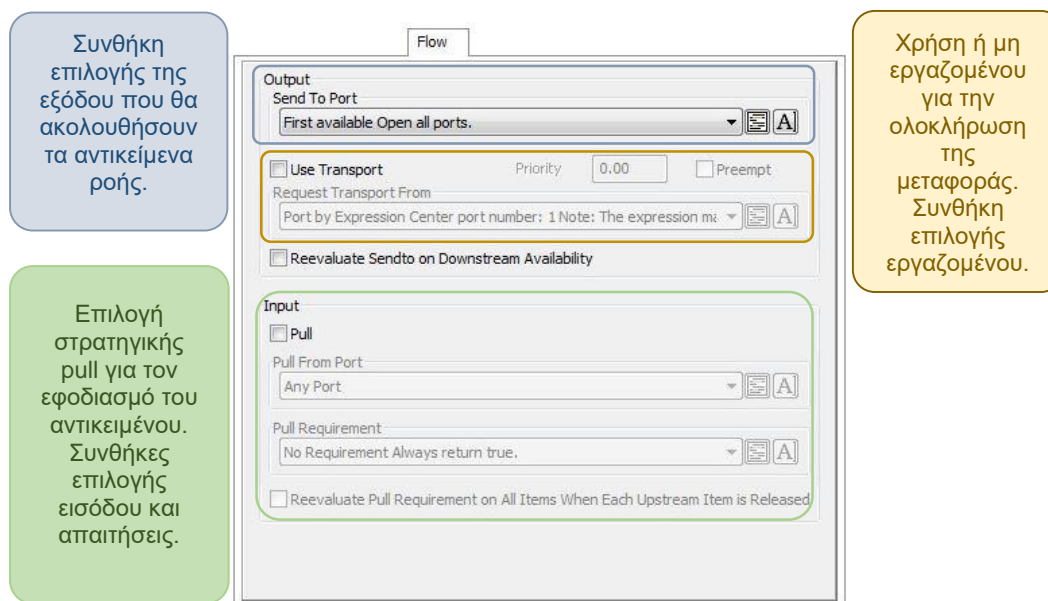 Συνθήκη
επιλογής της
εξόδου που θα
ακολουθήσουν
τα αντικείμενα
ροής.
Επιλογή
στρατηγικής
pull για τον
εφοδιασμό του
αντικειμένου.
Συνθήκες
επιλογής
εισόδου και
απαιτήσεις.
Flow
Output
Send To Port
First available Open all ports.
Use Transport Priority 0.00 Preempt
Request Transport From
Port by Expression Center port number: 1 Note: The expression ma
Reevaluate Sendto on Downstream Availability
Input
Pull
Pull From Port
Any Port
Pull Requirement
No Requirement Always return true.
Reevaluate Pull Requirement on All Items When Each Upstream Item is Released
Χρήση ή μη
εργαζομένου
για την
ολοκλήρωση
της
μεταφοράς.
Συνθήκη
επιλογής
εργαζομένου.